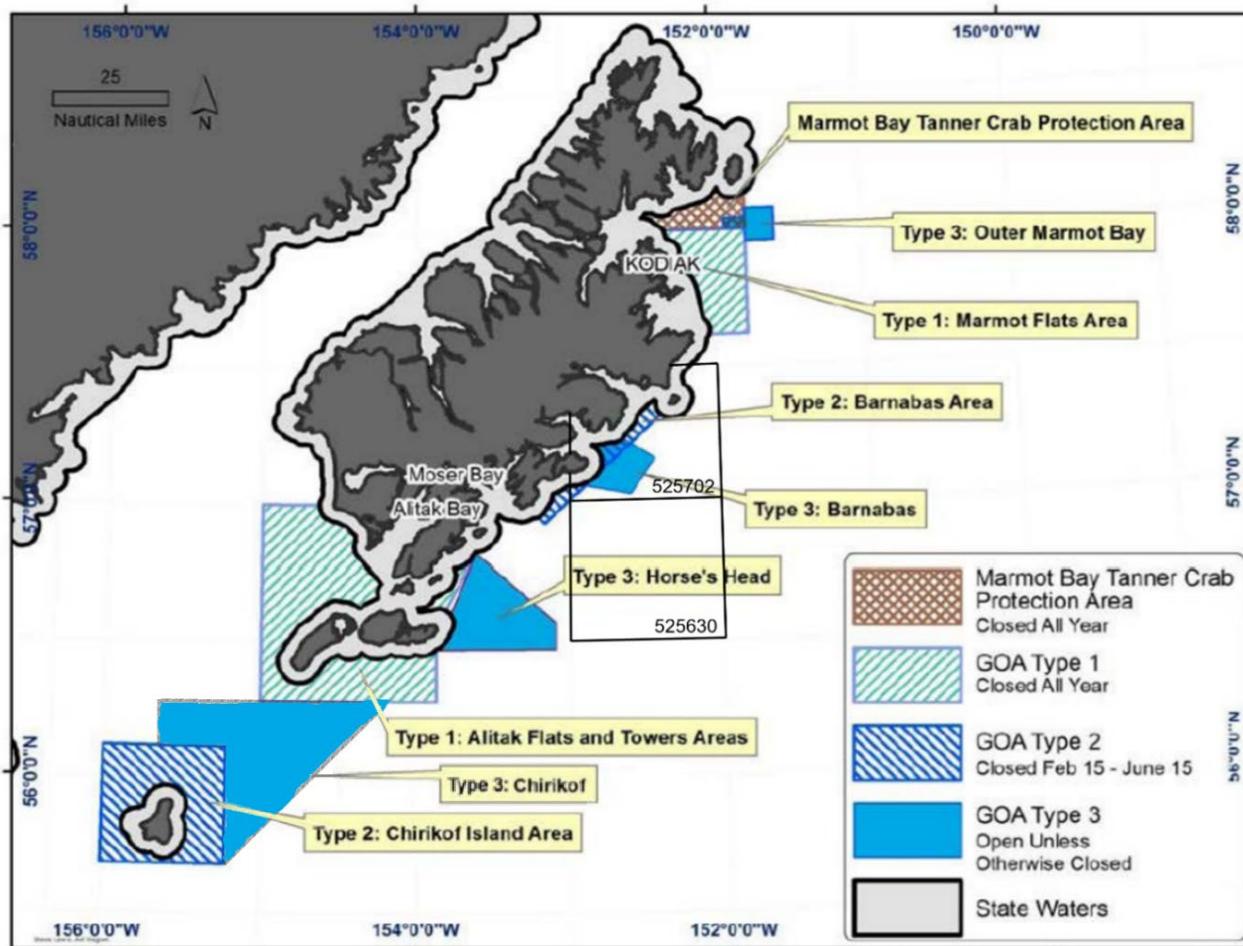 156°0'0"W
154°0'0"W
152°0'0"W
150°0'0"W
25
Nautical Miles
N
Marmot Bay Tanner Crab Protection Area
58°0'0"N
58°0'0"N
Type 3: Outer Marmot Bay
KODIAK
Type 1: Marmot Flats Area
Type 2: Barnabas Area
57°0'0"N
57°0'0"N
Moser Bay
525702
Alitak Bay
Type 3: Barnabas
Type 3: Horse's Head
525630
Type 1: Alitak Flats and Towers Areas
56°0'0"N
56°0'0"N
Type 3: Chirikof
Type 2: Chirikof Island Area
Marmot Bay Tanner Crab
Protection Area
Closed All Year
GOA Type 1
Closed All Year
GOA Type 2
Closed Feb 15 - June 15
GOA Type 3
Open Unless
Otherwise Closed
State Waters
156°0'0"W
154°0'0"W
152°0'0"W